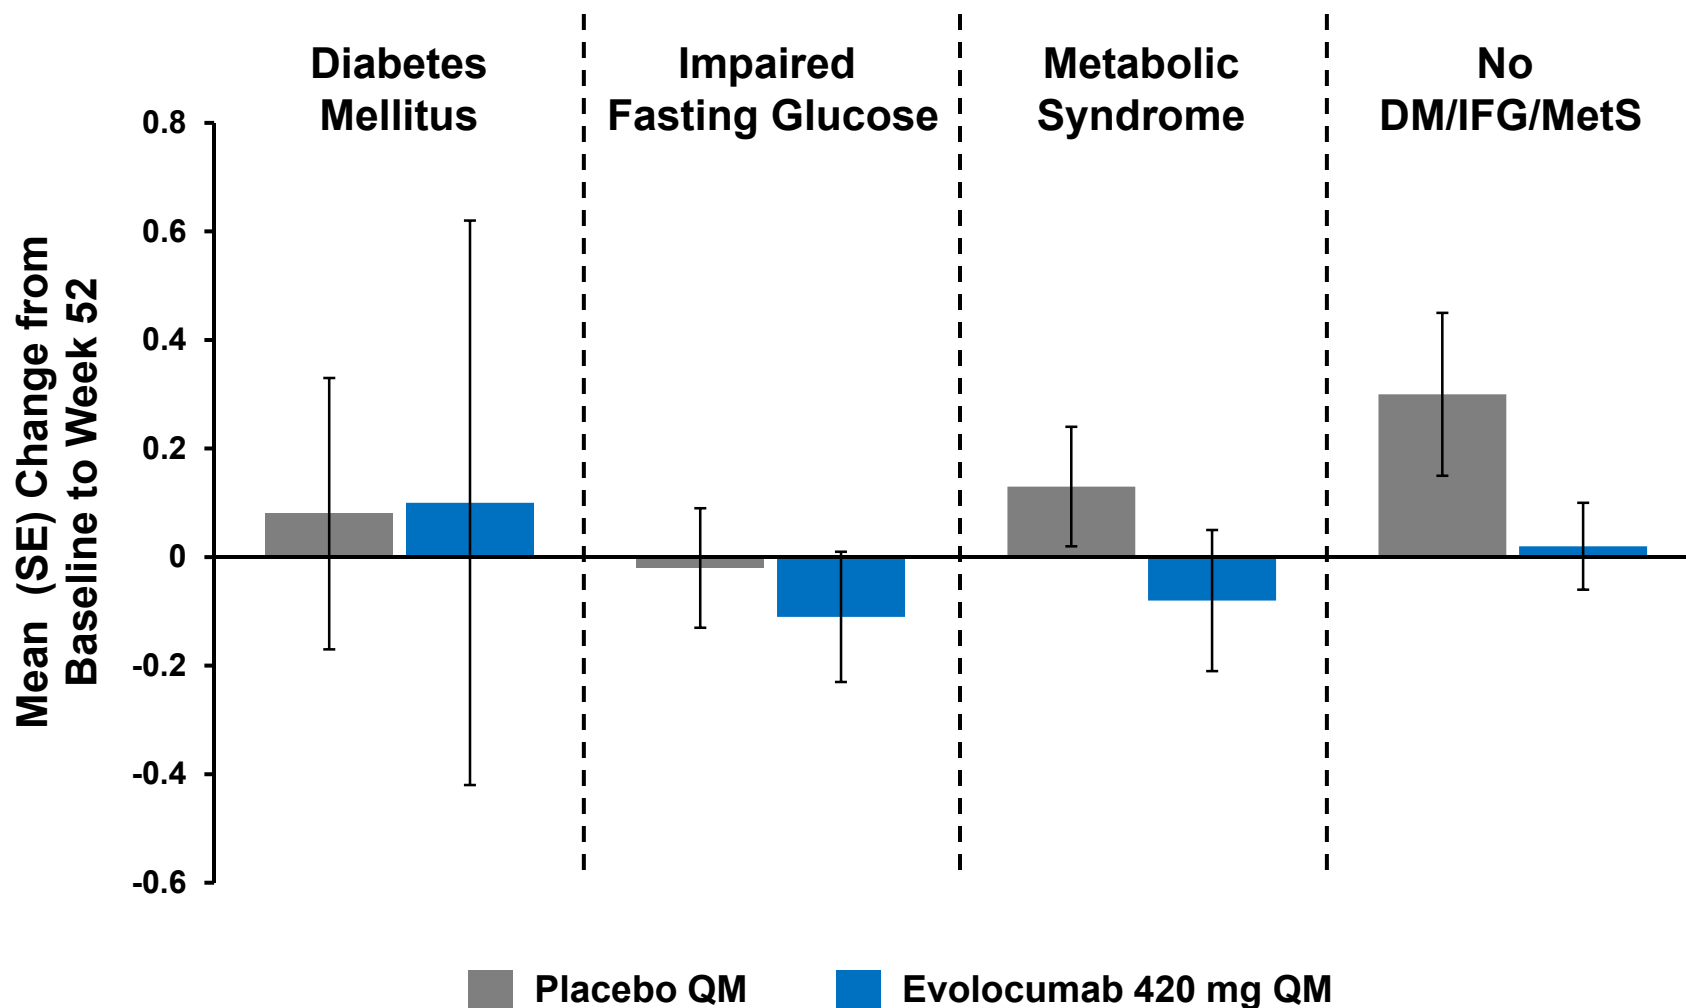 Diabetes
Mellitus
Impaired
Fasting Glucose
Metabolic
Syndrome
No
DM/IFG/MetS
Mean (SE) Change from
Baseline to Week 52
0.8
0.6
0.4
0.2
0
-0.2
-0.4
-0.6
Placebo QM
Evolocumab 420 mg QM